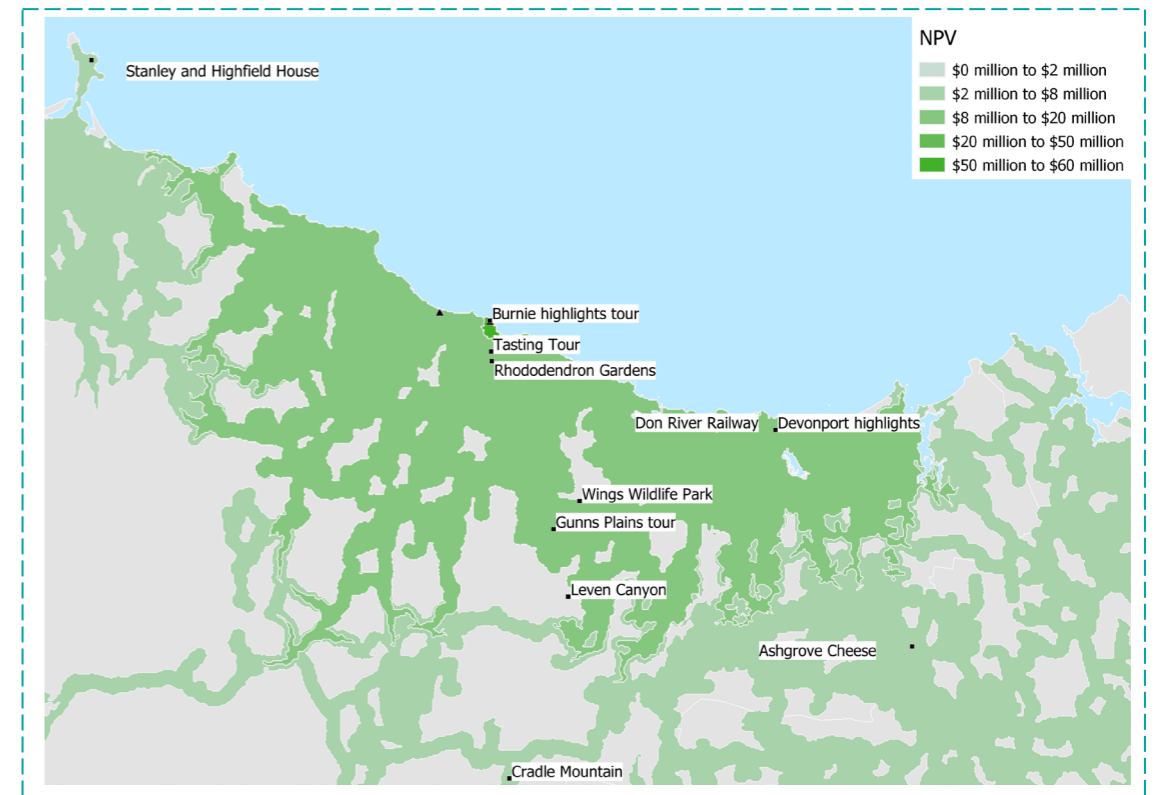 NPV
$0 million to $2 million
$2 million to $8 million
$8 million to $20 million
$20 million to $50 million
$50 million to $60 million
Stanley and Highfield House
Burnie highlights tour
Tasting Tour
Rhododendron Gardens
Don River Railway
Devonport highlights
Wings Wildlife Park
Gunns Plains tour
Leven Canyon
Ashgrove Cheese
Cradle Mountain